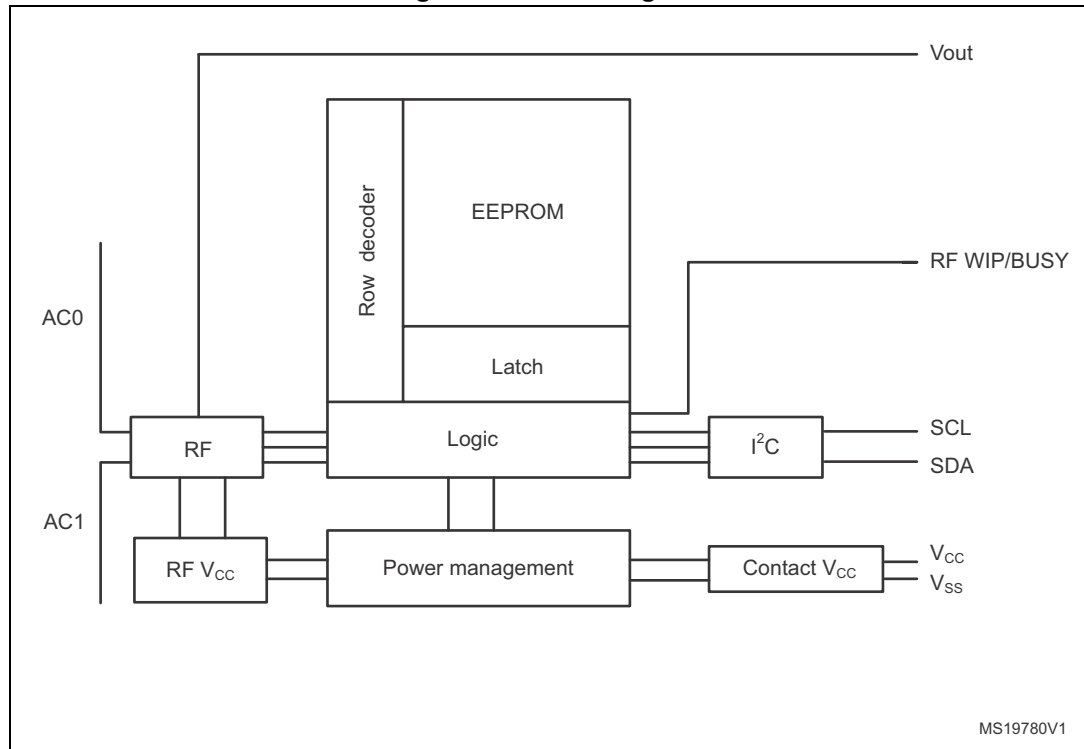 Vout
EEPROM
Row decoder
RF WIP/BUSY
AC0
Latch
Logic
RF
I²C
SCL
SDA
AC1
RF V_CC
Power management
Contact V_CC
V_CC
V_SS
MS19780V1